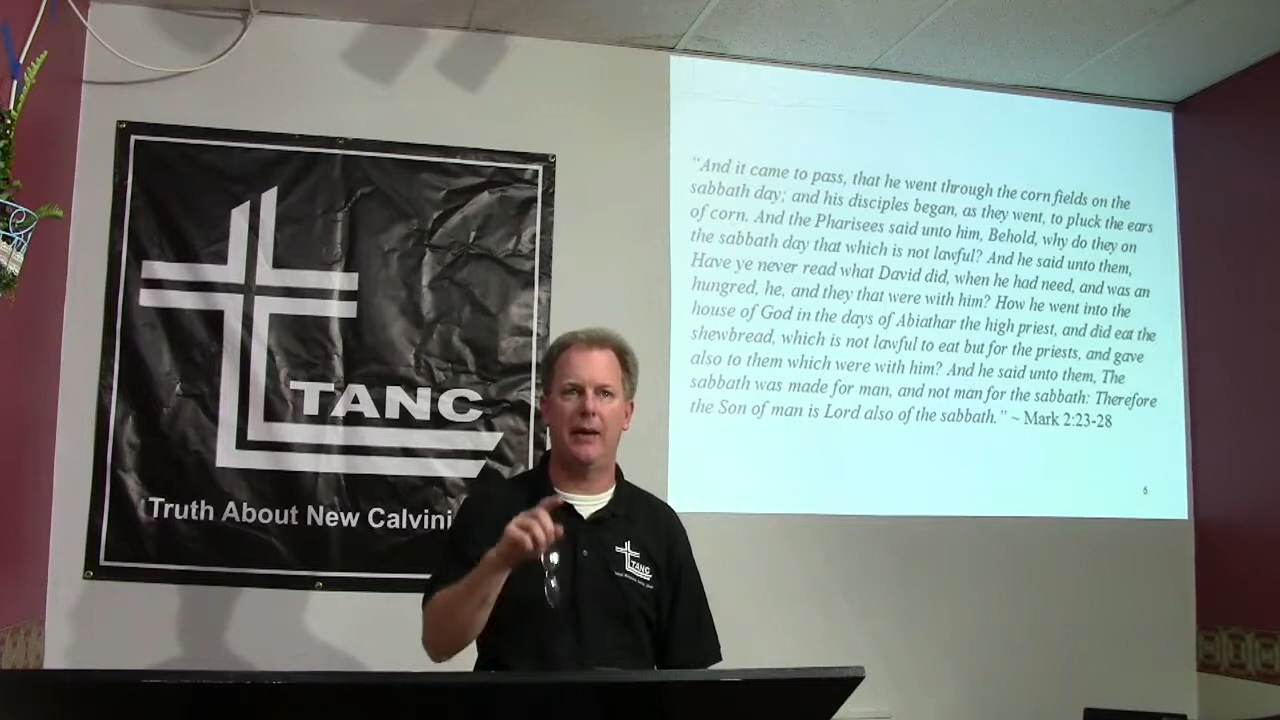 TANC
Truth About New Calvini
"And it came to pass, that he went through the corn fields on the
sabbath day; and his disciples began, as they went, to pluck the ears
of corn. And the Pharisees said unto him, Behold, why do they on
the sabbath day that which is not lawful? And he said unto them,
Have ye never read what David did, when he had need, and was an
hungred, he, and they that were with him? How he went into the
house of God in the days of Abiathar the high priest, and did eat the
shewbread, which is not lawful to eat but for the priests, and gave
also to them which were with him? And he said unto them, The
sabbath was made for man, and not man for the sabbath: Therefore
the Son of man is Lord also of the sabbath." ~ Mark 2:23-28
6
TANC